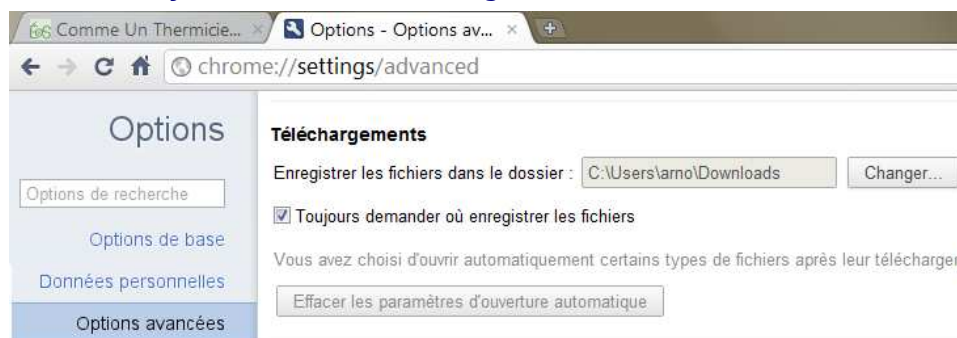 Comme Un Thermicie...
Options - Options av...
chrome://settings/advanced
Options
Options de recherche
Options de base
Données personnelles
Options avancées
Téléchargements
Enregistrer les fichiers dans le dossier : C:\Users\arno\Downloads Changer...
Toujours demander où enregistrer les fichiers
Vous avez choisi d'ouvrir automatiquement certains types de fichiers après leur télécharger
Effacer les paramètres d'ouverture automatique